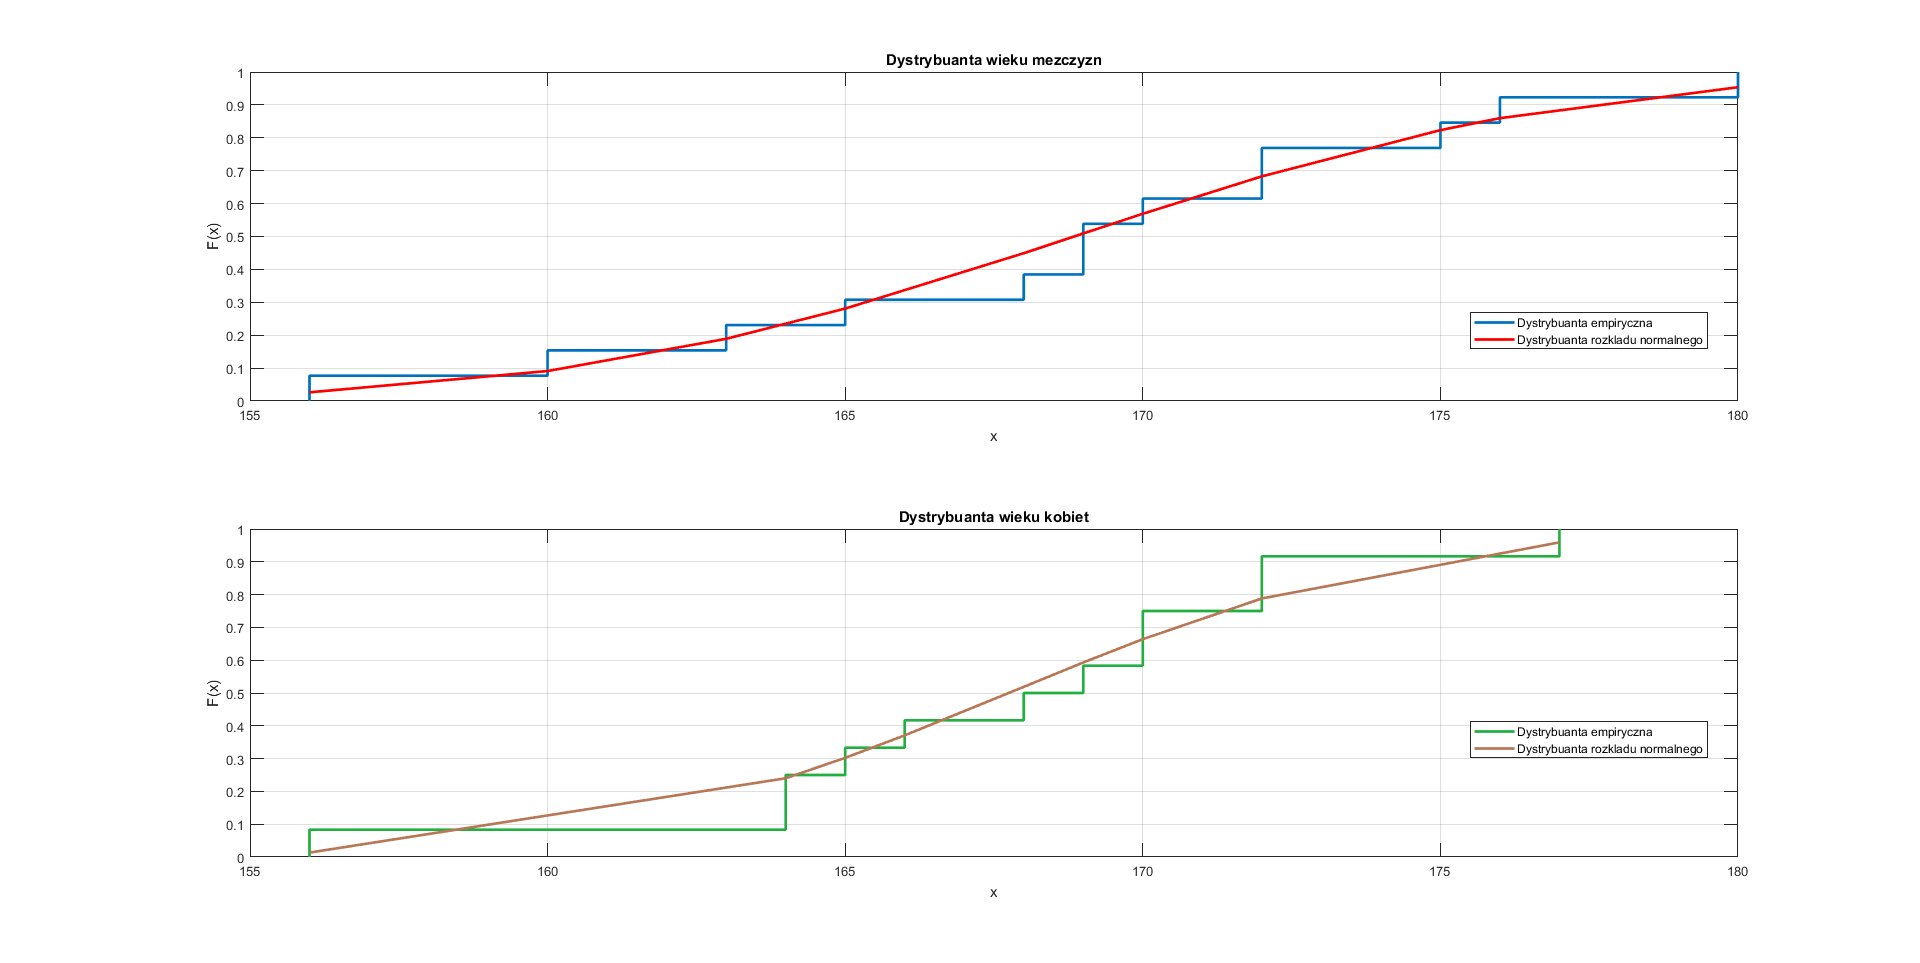 Dystrybuanta wieku mezczyzn
1
0.9
0.8
0.7
0.6
0.5
0.4
0.3
0.2
0.1
0
F(x)
155 160 165 170 175 180
x
Dystrybuanta empiryczna
Dystrybuanta rozkladu normalnego
Dystrybuanta wieku kobiet
1
0.9
0.8
0.7
0.6
0.5
0.4
0.3
0.2
0.1
0
F(x)
155 160 165 170 175 180
x
Dystrybuanta empiryczna
Dystrybuanta rozkladu normalnego